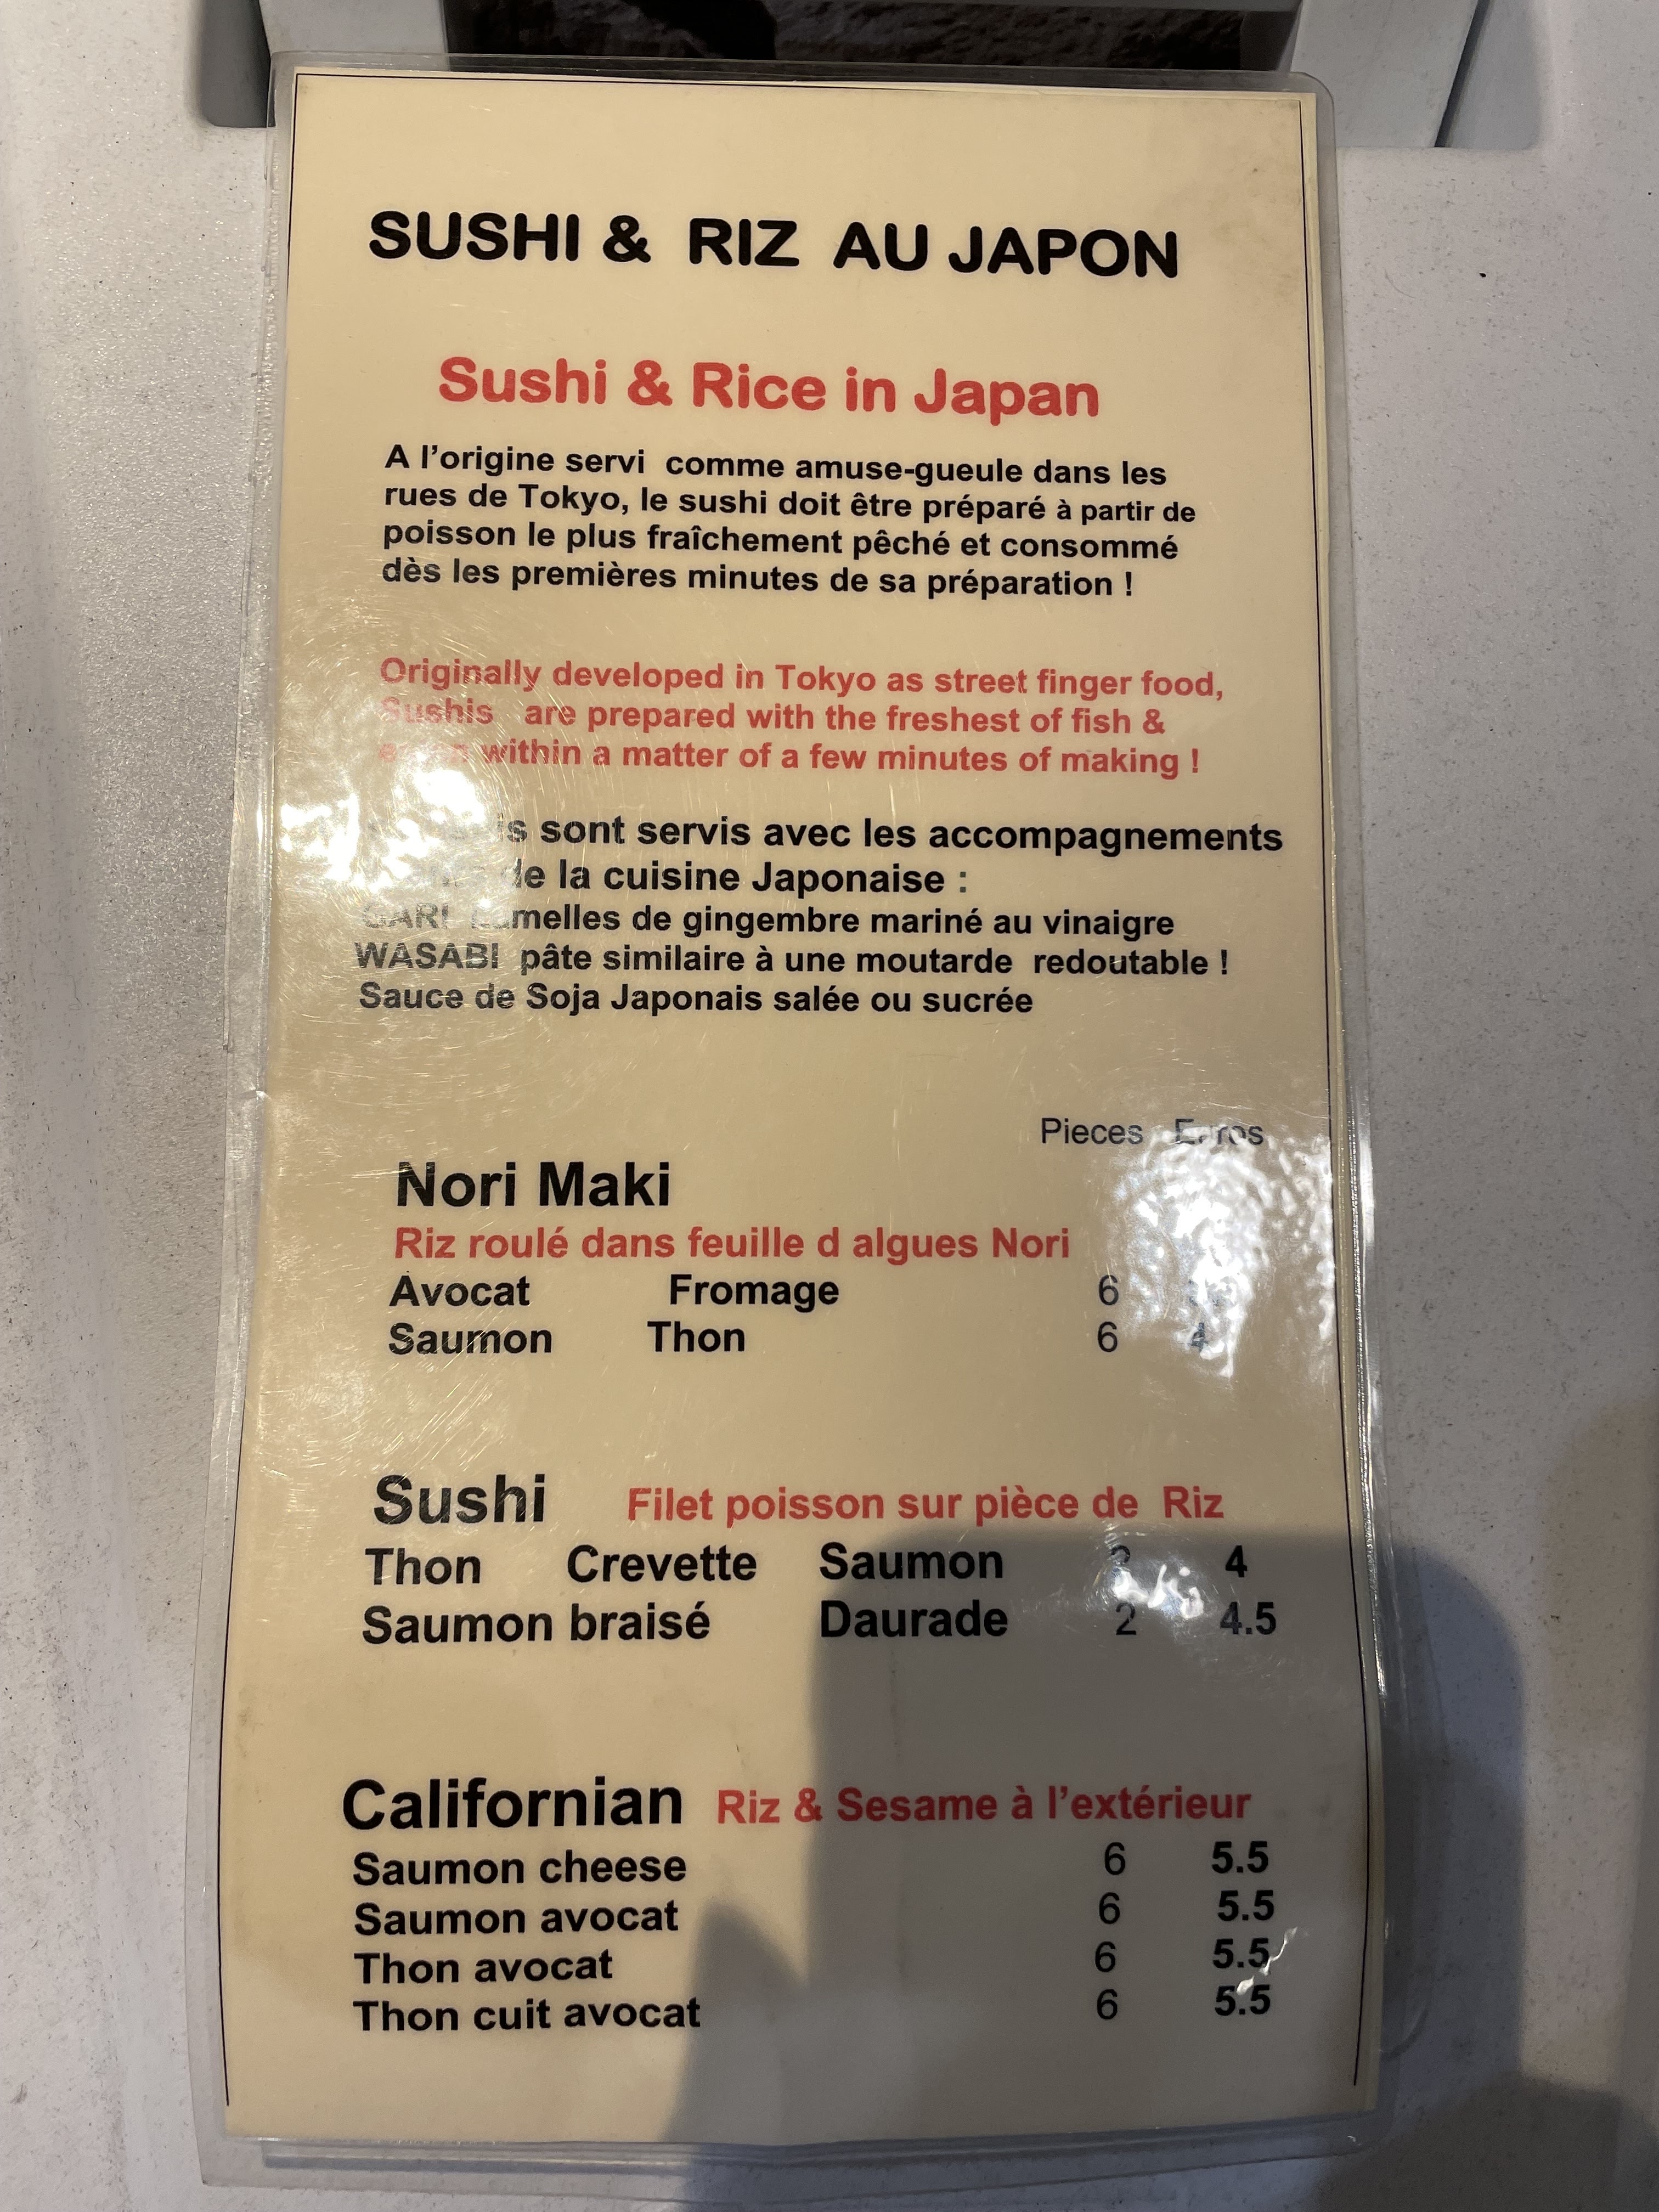 SUSHI & RIZ AU JAPON
Sushi & Rice in Japan
A l'origine servi comme amuse-gueule dans les
rues de Tokyo, le sushi doit être préparé à partir de
poisson le plus fraîchement pêché et consommé
dès les premières minutes de sa préparation !
Originally developed in Tokyo as street finger food,
Sushis are prepared with the freshest of fish &
within a matter of a few minutes of making !
sont servis avec les accompagnements
de la cuisine Japonaise :
GARI Lamelles de gingembre mariné au vinaigre
WASABI pâte similaire à une moutarde redoutable !
Sauce de Soja Japonais salée ou sucrée
Pieces Euros
Nori Maki
Riz roulé dans feuille d algues Nori
Avocat Fromage 6
Saumon Thon 6 4
Sushi Filet poisson sur pièce de Riz
Thon Crevette Saumon 2 4
Saumon braisé Daurade 2 4.5
Californian Riz & Sesame à l'extérieur
Saumon cheese 6 5.5
Saumon avocat 6 5.5
Thon avocat 6 5.5
Thon cuit avocat 6 5.5